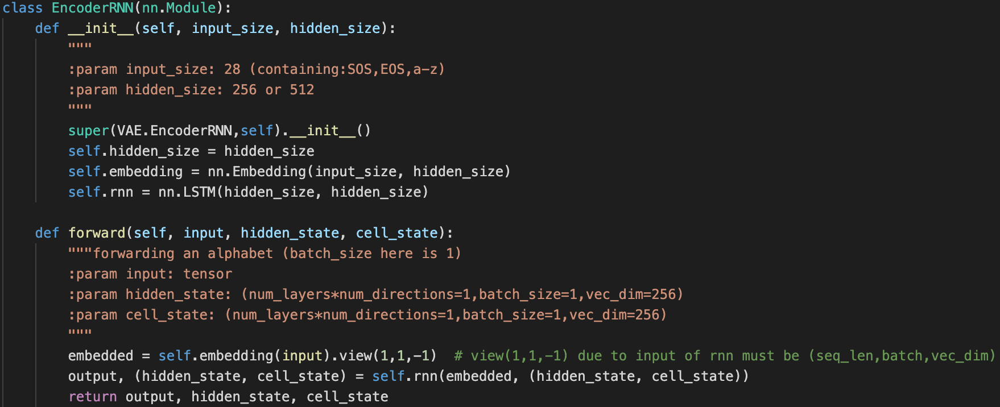 class EncoderRNN(nn.Module):
    def __init__(self, input_size, hidden_size):
        """
        :param input_size: 28 (containing:SOS,EOS,a-z)
        :param hidden_size: 256 or 512
        """
        super(VAE.EncoderRNN,self).__init__()
        self.hidden_size = hidden_size
        self.embedding = nn.Embedding(input_size, hidden_size)
        self.rnn = nn.LSTM(hidden_size, hidden_size)

    def forward(self, input, hidden_state, cell_state):
        """forwarding an alphabet (batch_size here is 1)
        :param input: tensor
        :param hidden_state: (num_layers*num_directions=1,batch_size=1,vec_dim=256)
        :param cell_state: (num_layers*num_directions=1,batch_size=1,vec_dim=256)
        """
        embedded = self.embedding(input).view(1,1,-1)  # view(1,1,-1) due to input of rnn must be (seq_len,batch,vec_dim)
        output, (hidden_state, cell_state) = self.rnn(embedded, (hidden_state, cell_state))
        return output, hidden_state, cell_state